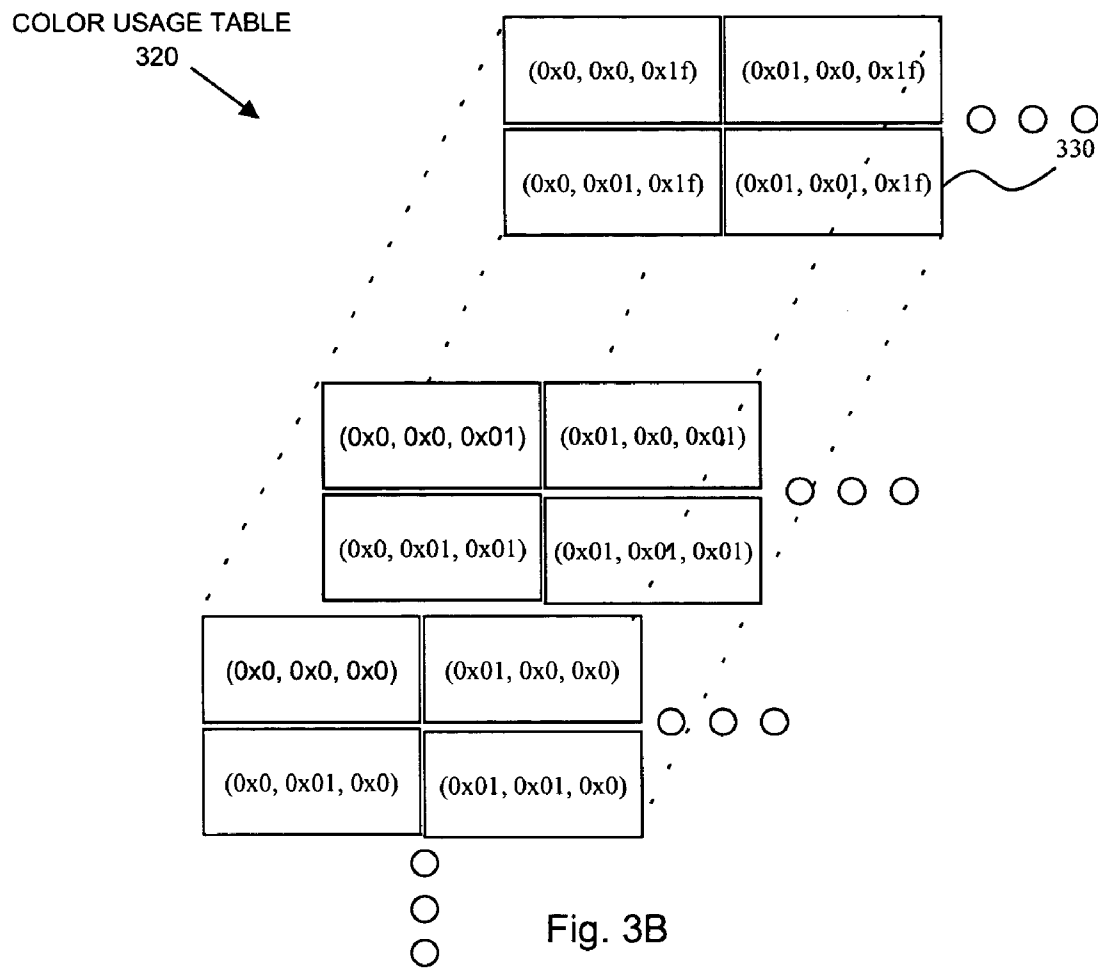 COLOR USAGE TABLE
320
(0x0, 0x0, 0x1f) (0x01, 0x0, 0x1f)
330
(0x0, 0x01, 0x1f) (0x01, 0x01, 0x1f)
(0x0, 0x0, 0x01) (0x01, 0x0, 0x01)
(0x0, 0x01, 0x01) (0x01, 0x01, 0x01)
(0x0, 0x0, 0x0) (0x01, 0x0, 0x0)
(0x0, 0x01, 0x0) (0x01, 0x01, 0x0)
Fig. 3B